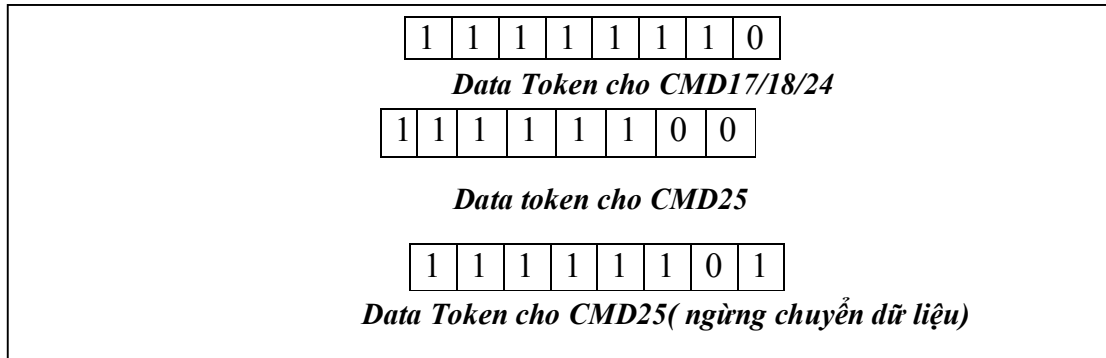 1 1 1 1 1 1 1 0
Data Token cho CMD17/18/24
1 1 1 1 1 1 0 0
Data token cho CMD25
1 1 1 1 1 1 0 1
Data Token cho CMD25( ngừng chuyển dữ liệu)